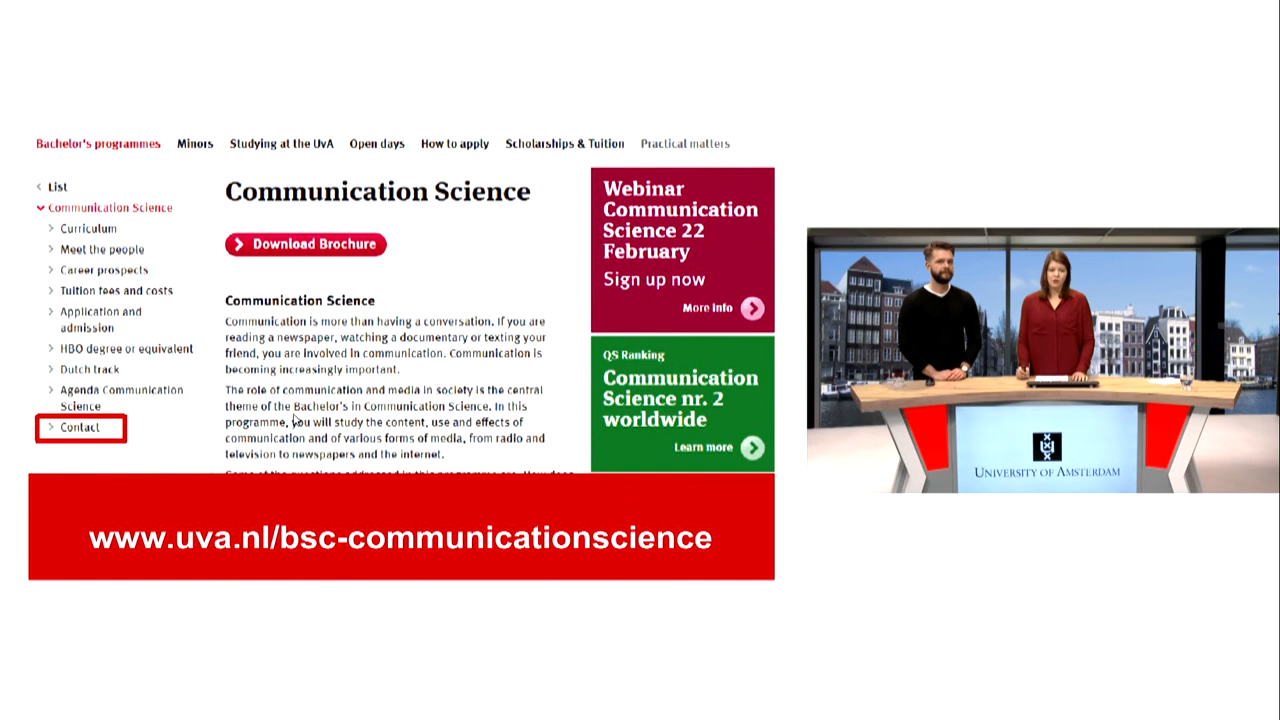 Bachelor's programmes Minors Studying at the UvA Open days How to apply Scholarships & Tuition Practical matters
List
Communication Science
Curriculum
Meet the people
Career prospects
Tuition fees and costs
Application and
admission
HBO degree or equivalent
Dutch track
Agenda Communication
Science
Contact
Communication Science
Download Brochure
Communication Science
Communication is more than having a conversation. If you are
reading a newspaper, watching a documentary or texting your
friend, you are involved in communication. Communication is
becoming increasingly important.
The role of communication and media in society is the central
theme of the Bachelor's in Communication Science. In this
programme, you will study the content, use and effects of
communication and of various forms of media, from radio and
television to newspapers and the internet.
Webinar
Communication
Science 22
February
Sign up now
More info
QS Ranking
Communication
Science nr. 2
worldwide
Learn more
www.uva.nl/bsc-communicationscience
UNIVERSITY OF AMSTERDAM